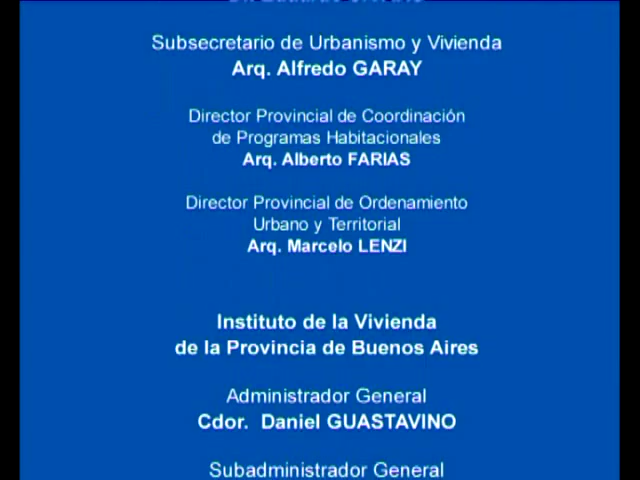 Subsecretario de Urbanismo y Vivienda
Arq. Alfredo GARAY
Director Provincial de Coordinación
de Programas Habitacionales
Arq. Alberto FARIAS
Director Provincial de Ordenamiento
Urbano y Territorial
Arq. Marcelo LENZI
Instituto de la Vivienda
de la Provincia de Buenos Aires
Administrador General
Cdor. Daniel GUASTAVINO
Subadministrador General